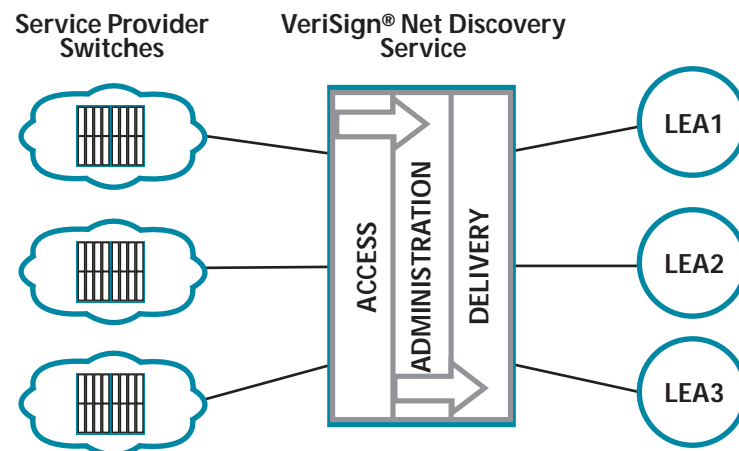 Service Provider
Switches
VeriSign® Net Discovery
Service
ACCESS
ADMINISTRATION
DELIVERY
LEA1
LEA2
LEA3